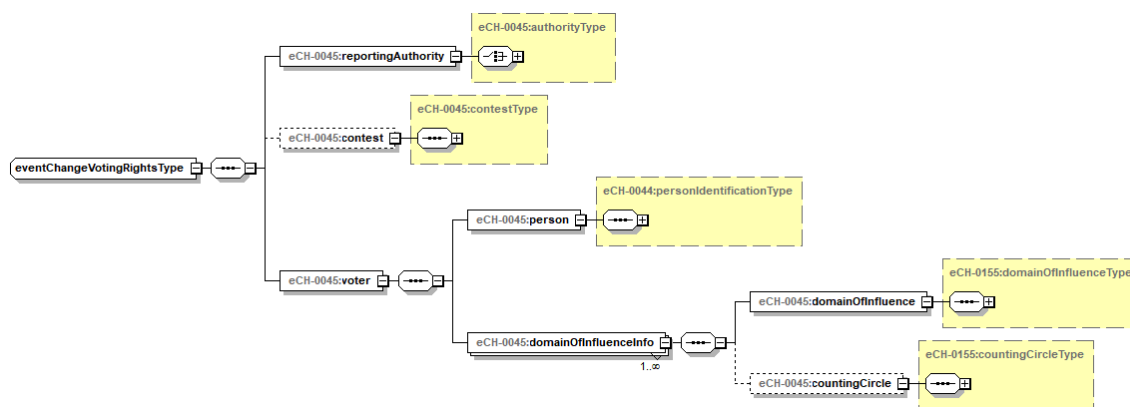 eCH-0045:authorityType
eCH-0045:reportingAuthority
eCH-0045:contestType
eCH-0045:contest
eventChangeVotingRightsType
eCH-0044:personIdentificationType
eCH-0045:person
eCH-0045:voter
eCH-0155:domainOfInfluenceType
eCH-0045:domainOfInfluence
eCH-0045:domainOfInfluenceInfo
1..∞
eCH-0155:countingCircleType
eCH-0045:countingCircle